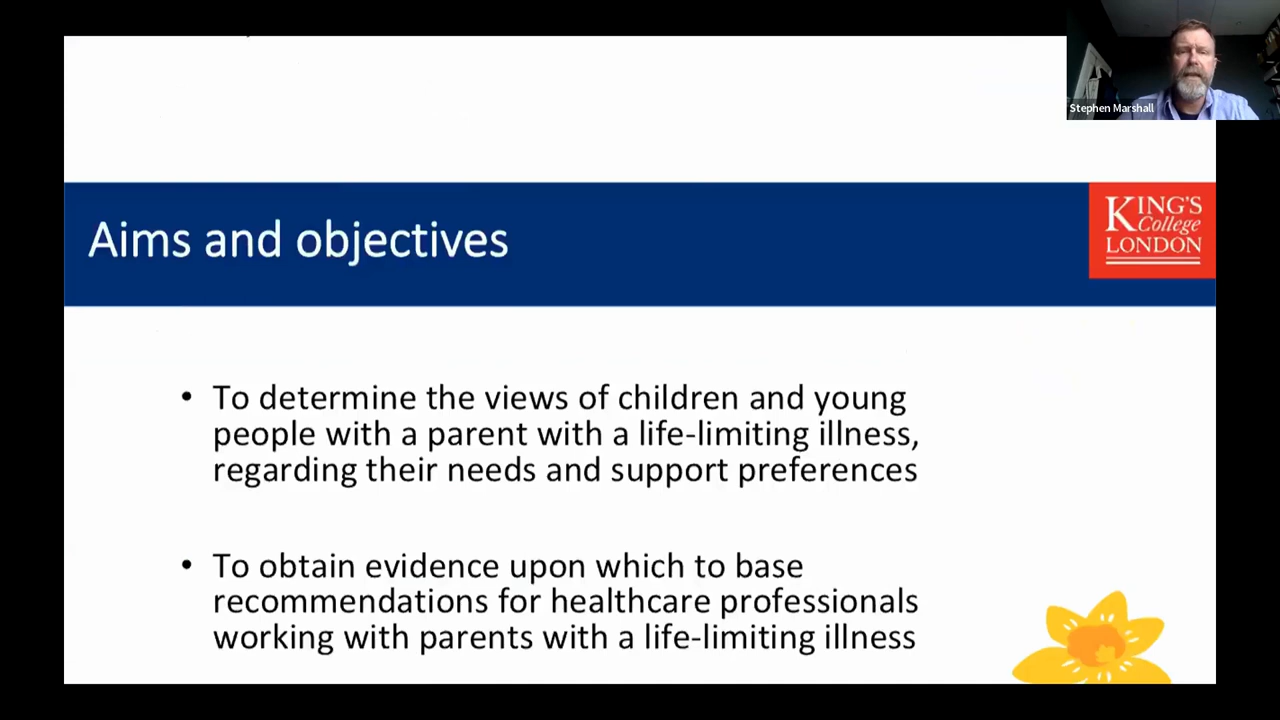 Stephen Marshall
Aims and objectives
KING'S
College
LONDON
• To determine the views of children and young
people with a parent with a life-limiting illness,
regarding their needs and support preferences
• To obtain evidence upon which to base
recommendations for healthcare professionals
working with parents with a life-limiting illness